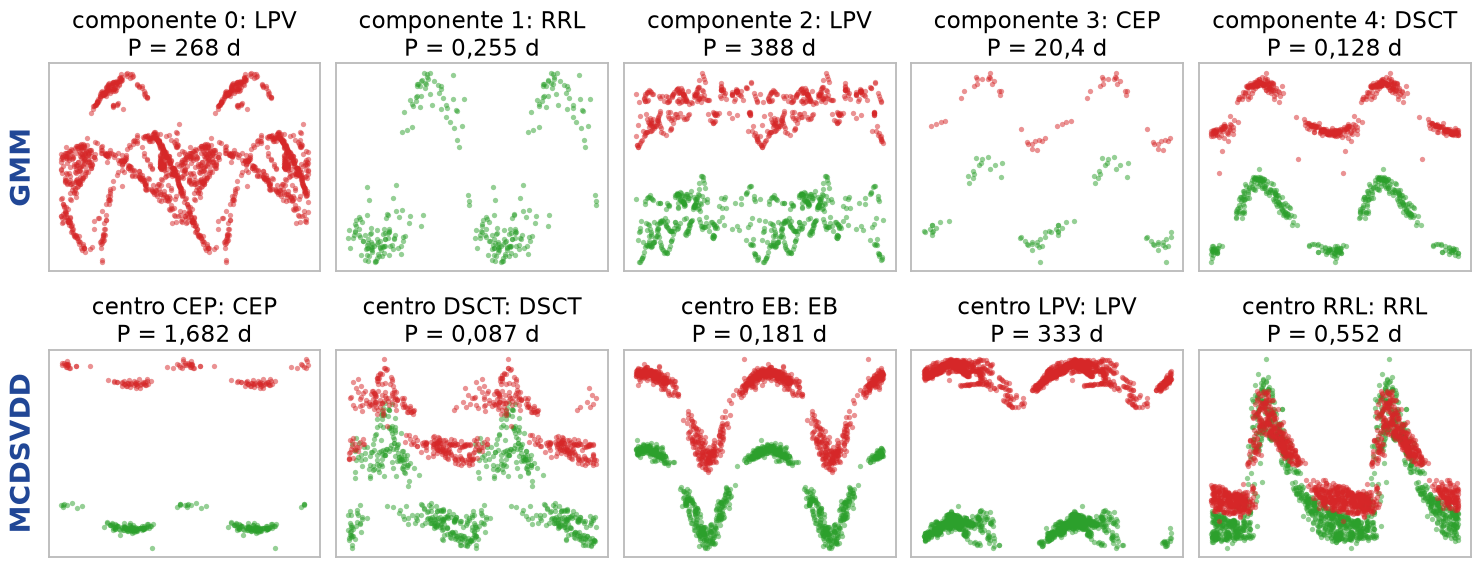 componente 0: LPV
P = 268 d
componente 1: RRL
P = 0,255 d
componente 2: LPV
P = 388 d
componente 3: CEP
P = 20,4 d
componente 4: DSCT
P = 0,128 d
GMM
centro CEP: CEP
P = 1,682 d
centro DSCT: DSCT
P = 0,087 d
centro EB: EB
P = 0,181 d
centro LPV: LPV
P = 333 d
centro RRL: RRL
P = 0,552 d
MCDSVDD